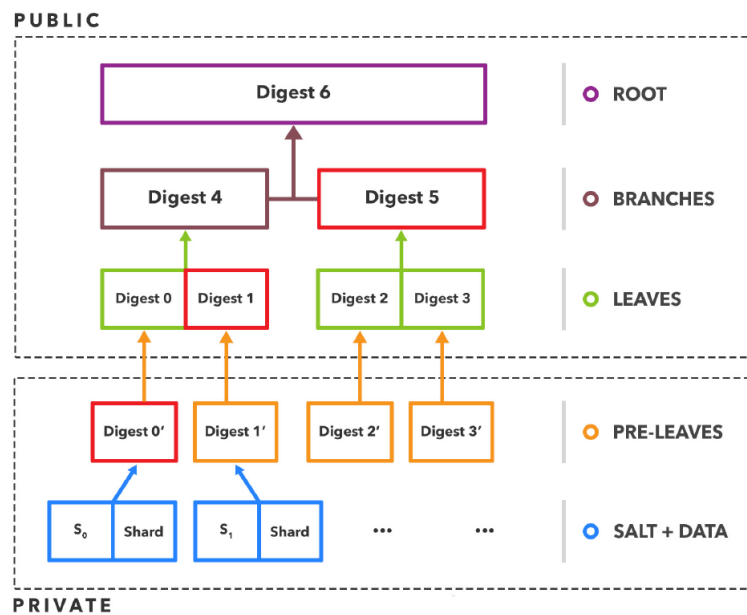 PUBLIC
Digest 6
ROOT
Digest 4
Digest 5
BRANCHES
Digest 0
Digest 1
Digest 2
Digest 3
LEAVES
Digest 0′
Digest 1′
Digest 2′
Digest 3′
PRE-LEAVES
S₀
Shard
S₁
Shard
...
...
SALT + DATA
PRIVATE